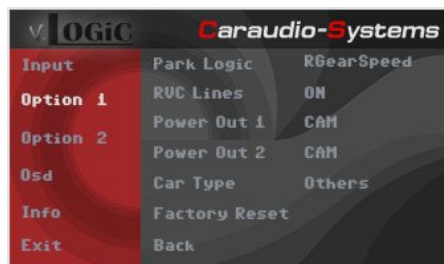 v.LOGiC Caraudio-Systems
Input Park Logic RGearSpeed
Option 1 RVC Lines ON
Power Out 1 CAM
Option 2 Power Out 2 CAM
Osd Car Type Others
Info Factory Reset
Exit Back